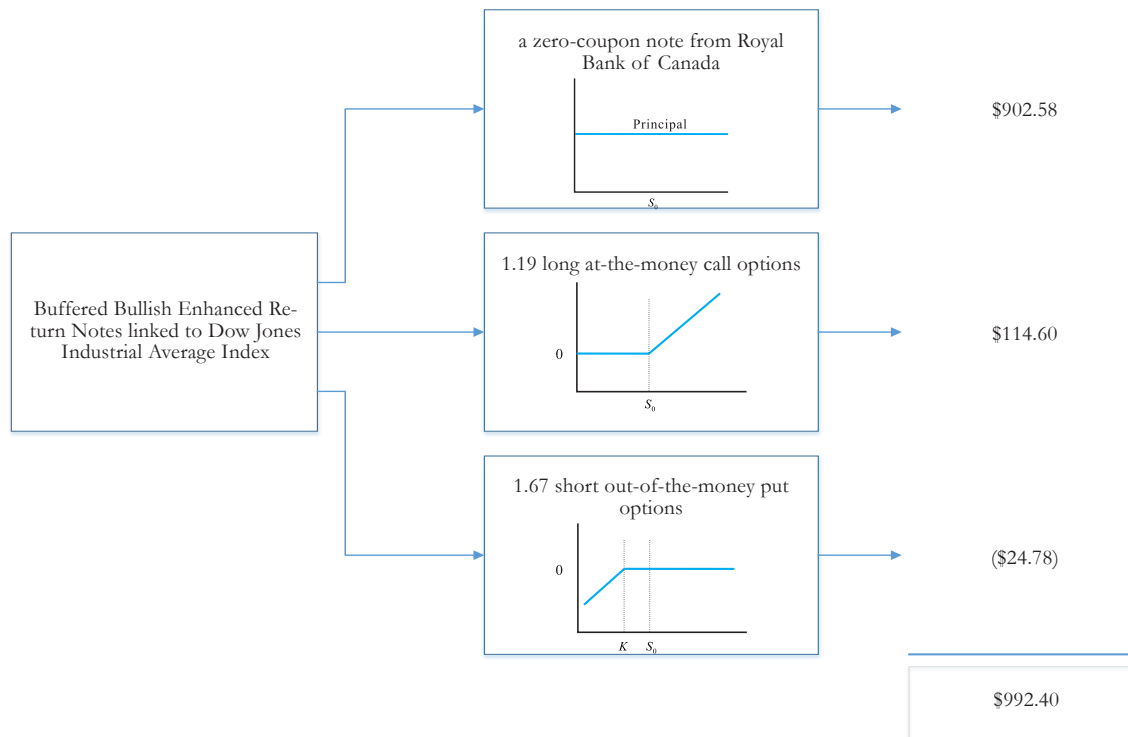 a zero-coupon note from Royal
Bank of Canada
Principal
S₀
$902.58
Buffered Bullish Enhanced Re-
turn Notes linked to Dow Jones
Industrial Average Index
1.19 long at-the-money call options
0
S₀
$114.60
1.67 short out-of-the-money put
options
0
K S₀
($24.78)
$992.40